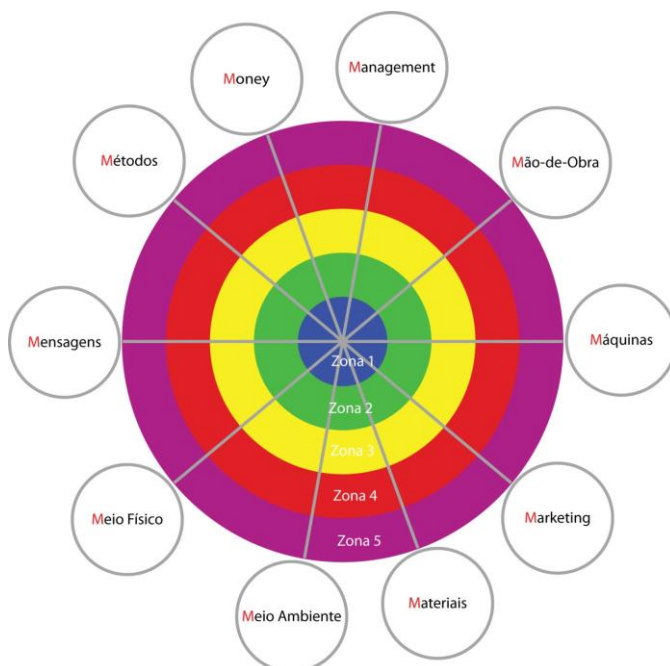 Management
Money
Métodos
Mão-de-Obra
Mensagens
Máquinas
Zona 1
Zona 2
Zona 3
Zona 4
Zona 5
Meio Físico
Marketing
Meio Ambiente
Materiais